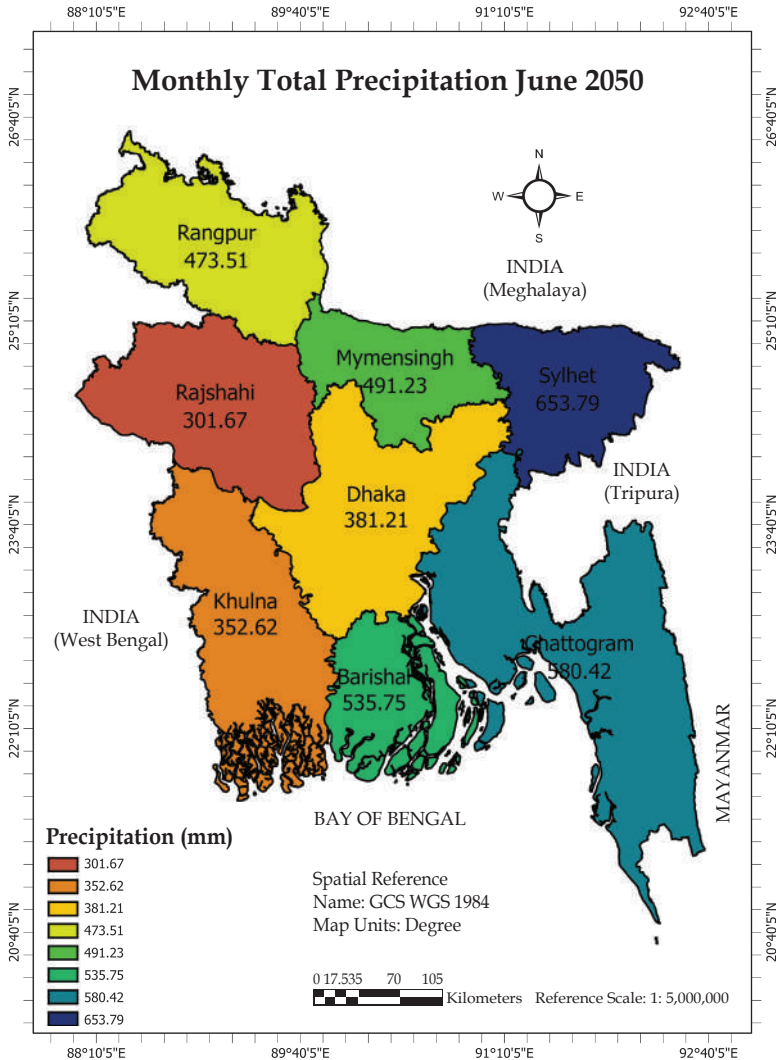 88°10'5"E 89°40'5"E 91°10'5"E 92°40'5"E
Monthly Total Precipitation June 2050
26°40'5"N 26°40'5"N
N
W E
S
Rangpur
473.51
INDIA
(Meghalaya)
25°10'5"N 25°10'5"N
Mymensingh
491.23
Sylhet
653.79
Rajshahi
301.67
INDIA
(Tripura)
Dhaka
381.21
23°40'5"N 23°40'5"N
Khulna
352.62
INDIA
(West Bengal)
Chattogram
580.42
Barishal
535.75
22°10'5"N 22°10'5"N
MAYANMAR
BAY OF BENGAL
Precipitation (mm)
301.67
352.62
381.21
473.51
491.23
535.75
580.42
653.79
Spatial Reference
Name: GCS WGS 1984
Map Units: Degree
20°40'5"N 20°40'5"N
0 17.535 70 105
Kilometers Reference Scale: 1: 5,000,000
88°10'5"E 89°40'5"E 91°10'5"E 92°40'5"E